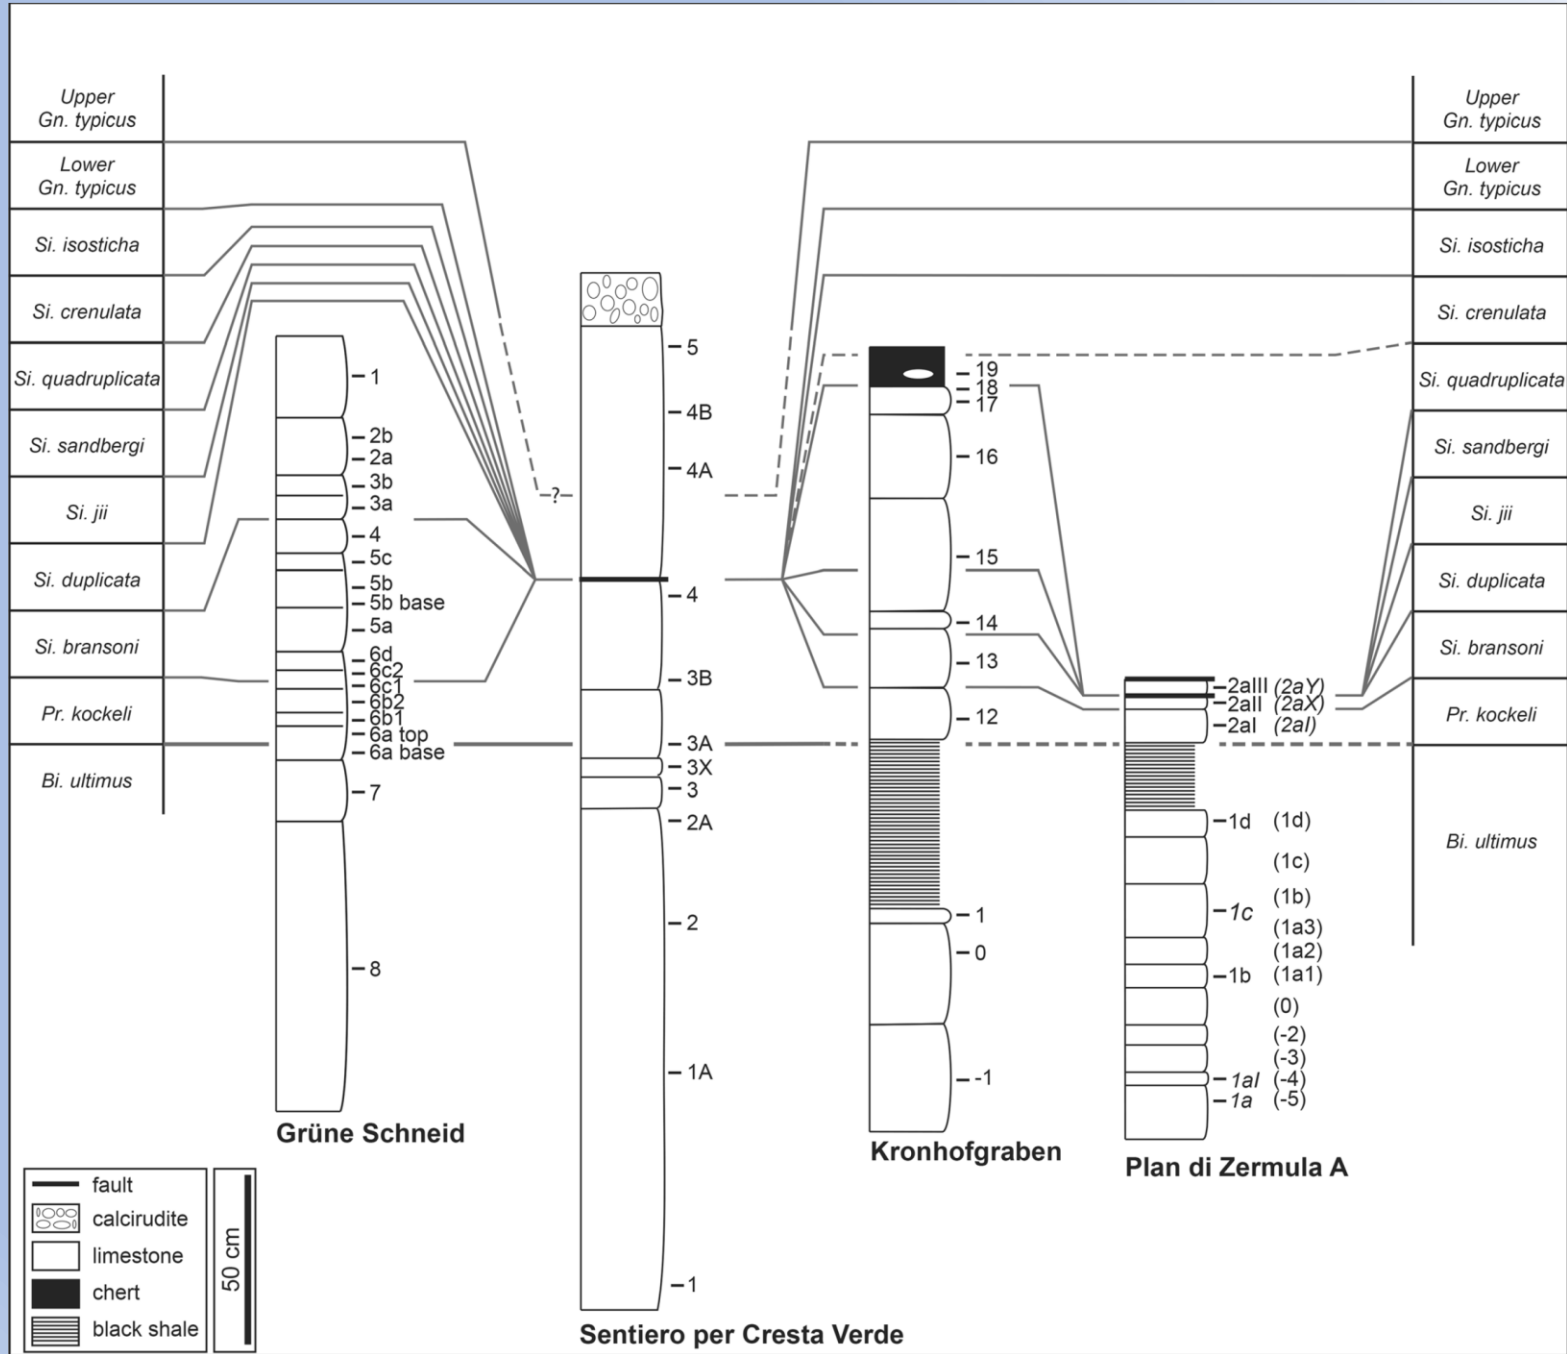 Upper
Gn. typicus
Lower
Gn. typicus
Si. isosticha
Si. crenulata
Si. quadruplicata
Si. sandbergi
Si. jii
Si. duplicata
Si. bransoni
Pr. kockeli
Bi. ultimus
1
2b
2a
3b
3a
4
5c
5b
5b base
5a
6d
6c2
6c1
6b2
6b1
6a top
6a base
7
8
Grüne Schneid
?
5
4B
4A
4
3B
3A
3X
3
2A
2
1A
1
Sentiero per Cresta Verde
19
18
17
16
15
14
13
12
1
0
-1
Kronhofgraben
2aIII (2aY)
2aII (2aX)
2aI (2aI)
1d (1d)
(1c)
(1b)
1c
(1a3)
(1a2)
1b (1a1)
(0)
(-2)
(-3)
1aI (-4)
1a (-5)
Plan di Zermula A
Upper
Gn. typicus
Lower
Gn. typicus
Si. isosticha
Si. crenulata
Si. quadruplicata
Si. sandbergi
Si. jii
Si. duplicata
Si. bransoni
Pr. kockeli
Bi. ultimus
fault
calcirudite
limestone
chert
black shale
50 cm